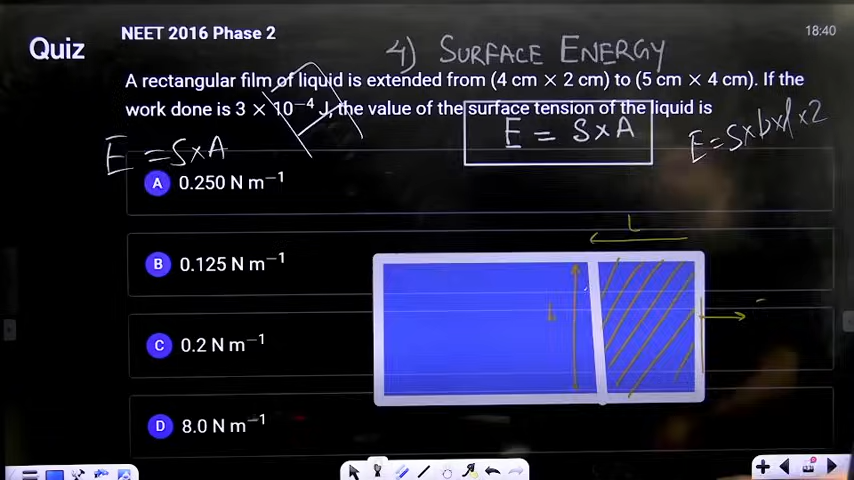 NEET 2016 Phase 2
18:40
Quiz
4) SURFACE ENERGY
A rectangular film of liquid is extended from (4 cm × 2 cm) to (5 cm × 4 cm). If the
work done is 3 × 10⁻⁴ J, the value of the surface tension of the liquid is
E = S×A
E = S×A
E = S×b×l×2
A 0.250 N m⁻¹
B 0.125 N m⁻¹
C 0.2 N m⁻¹
D 8.0 N m⁻¹
L